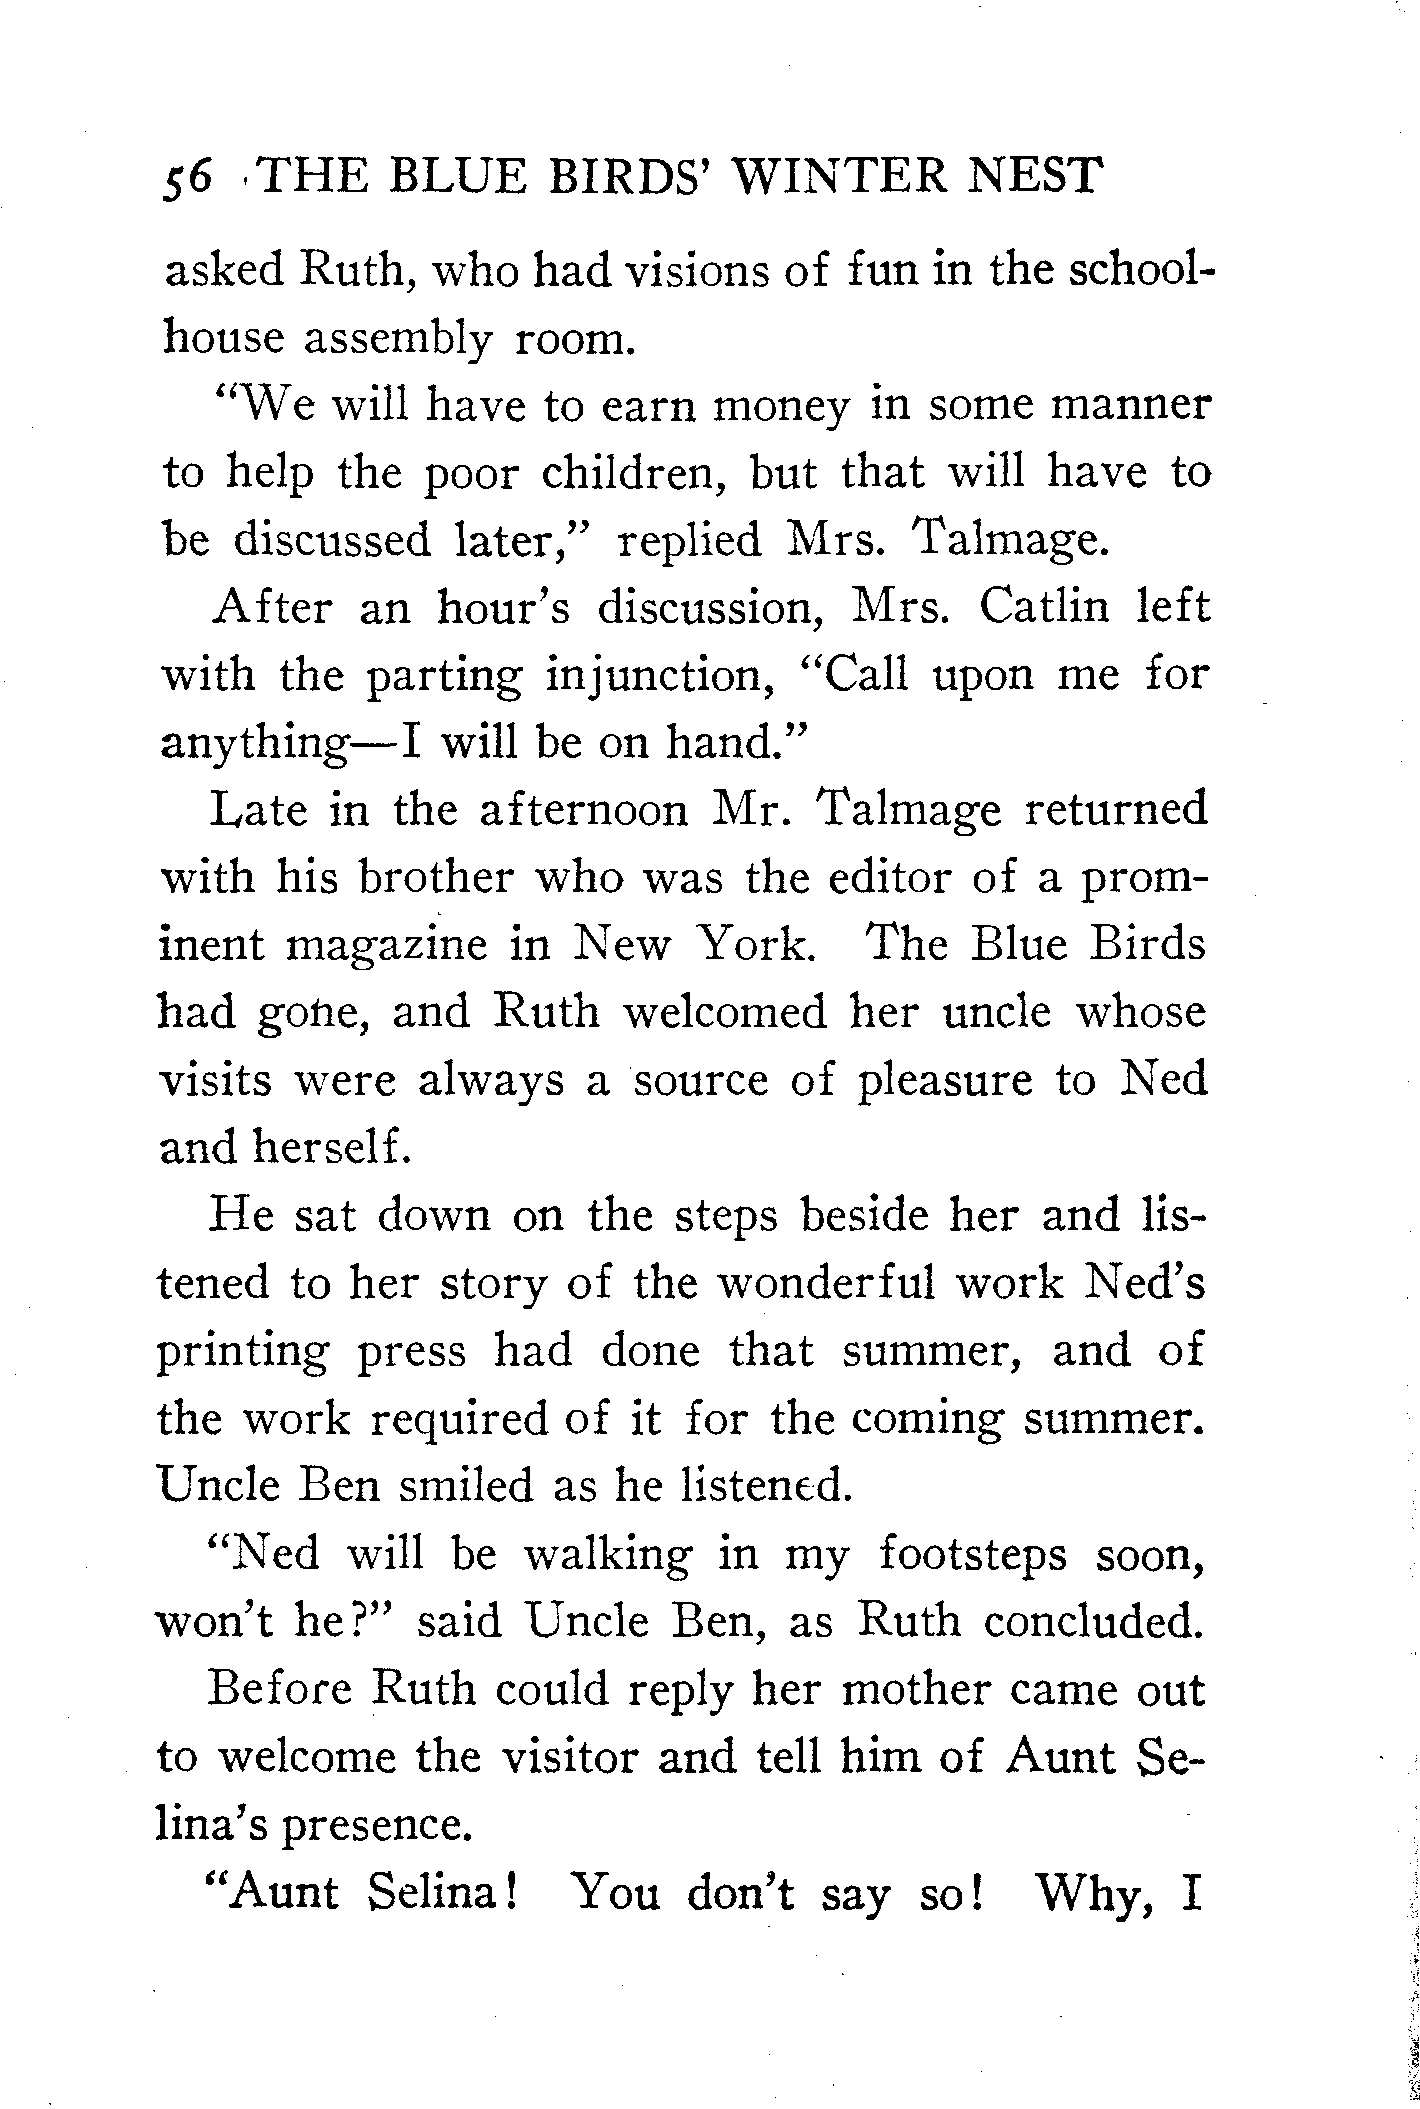 56 THE BLUE BIRDS' WINTER NEST
asked Ruth, who had visions of fun in the school-
house assembly room.
"We will have to earn money in some manner
to help the poor children, but that will have to
be discussed later," replied Mrs. Talmage.
After an hour's discussion, Mrs. Catlin left
with the parting injunction, "Call upon me for
anything—I will be on hand."
Late in the afternoon Mr. Talmage returned
with his brother who was the editor of a prom-
inent magazine in New York. The Blue Birds
had gone, and Ruth welcomed her uncle whose
visits were always a source of pleasure to Ned
and herself.
He sat down on the steps beside her and lis-
tened to her story of the wonderful work Ned's
printing press had done that summer, and of
the work required of it for the coming summer.
Uncle Ben smiled as he listened.
"Ned will be walking in my footsteps soon,
won't he?" said Uncle Ben, as Ruth concluded.
Before Ruth could reply her mother came out
to welcome the visitor and tell him of Aunt Se-
lina's presence.
"Aunt Selina! You don't say so! Why, I